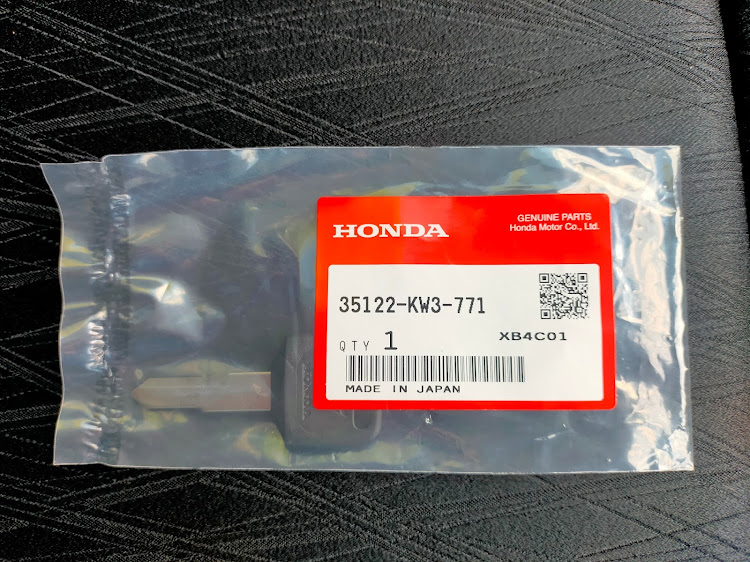 HONDA
GENUINE PARTS
Honda Motor Co., Ltd.
35122-KW3-771
QTY 1
XB4C01
MADE IN JAPAN